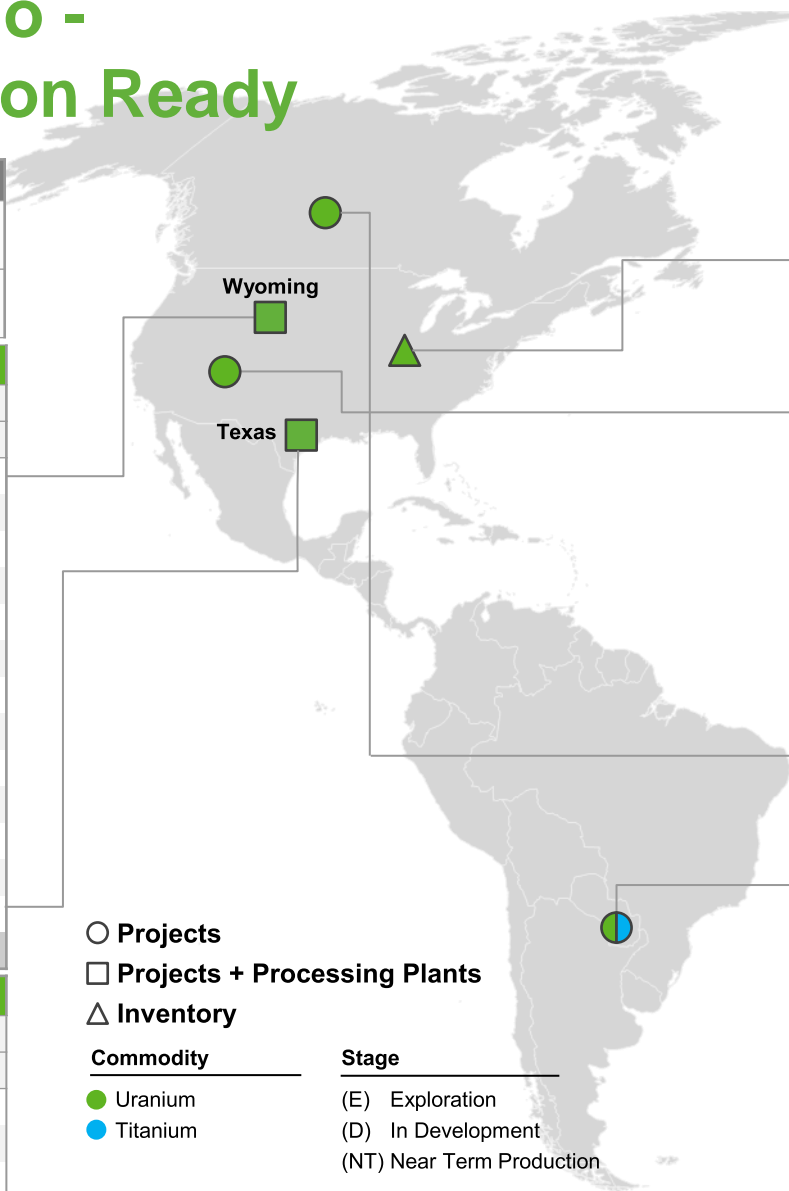 o -
on Ready
Wyoming
Texas
Projects
Projects + Processing Plants
Inventory
Commodity
Stage
Uranium
(E) Exploration
Titanium
(D) In Development
(NT) Near Term Production